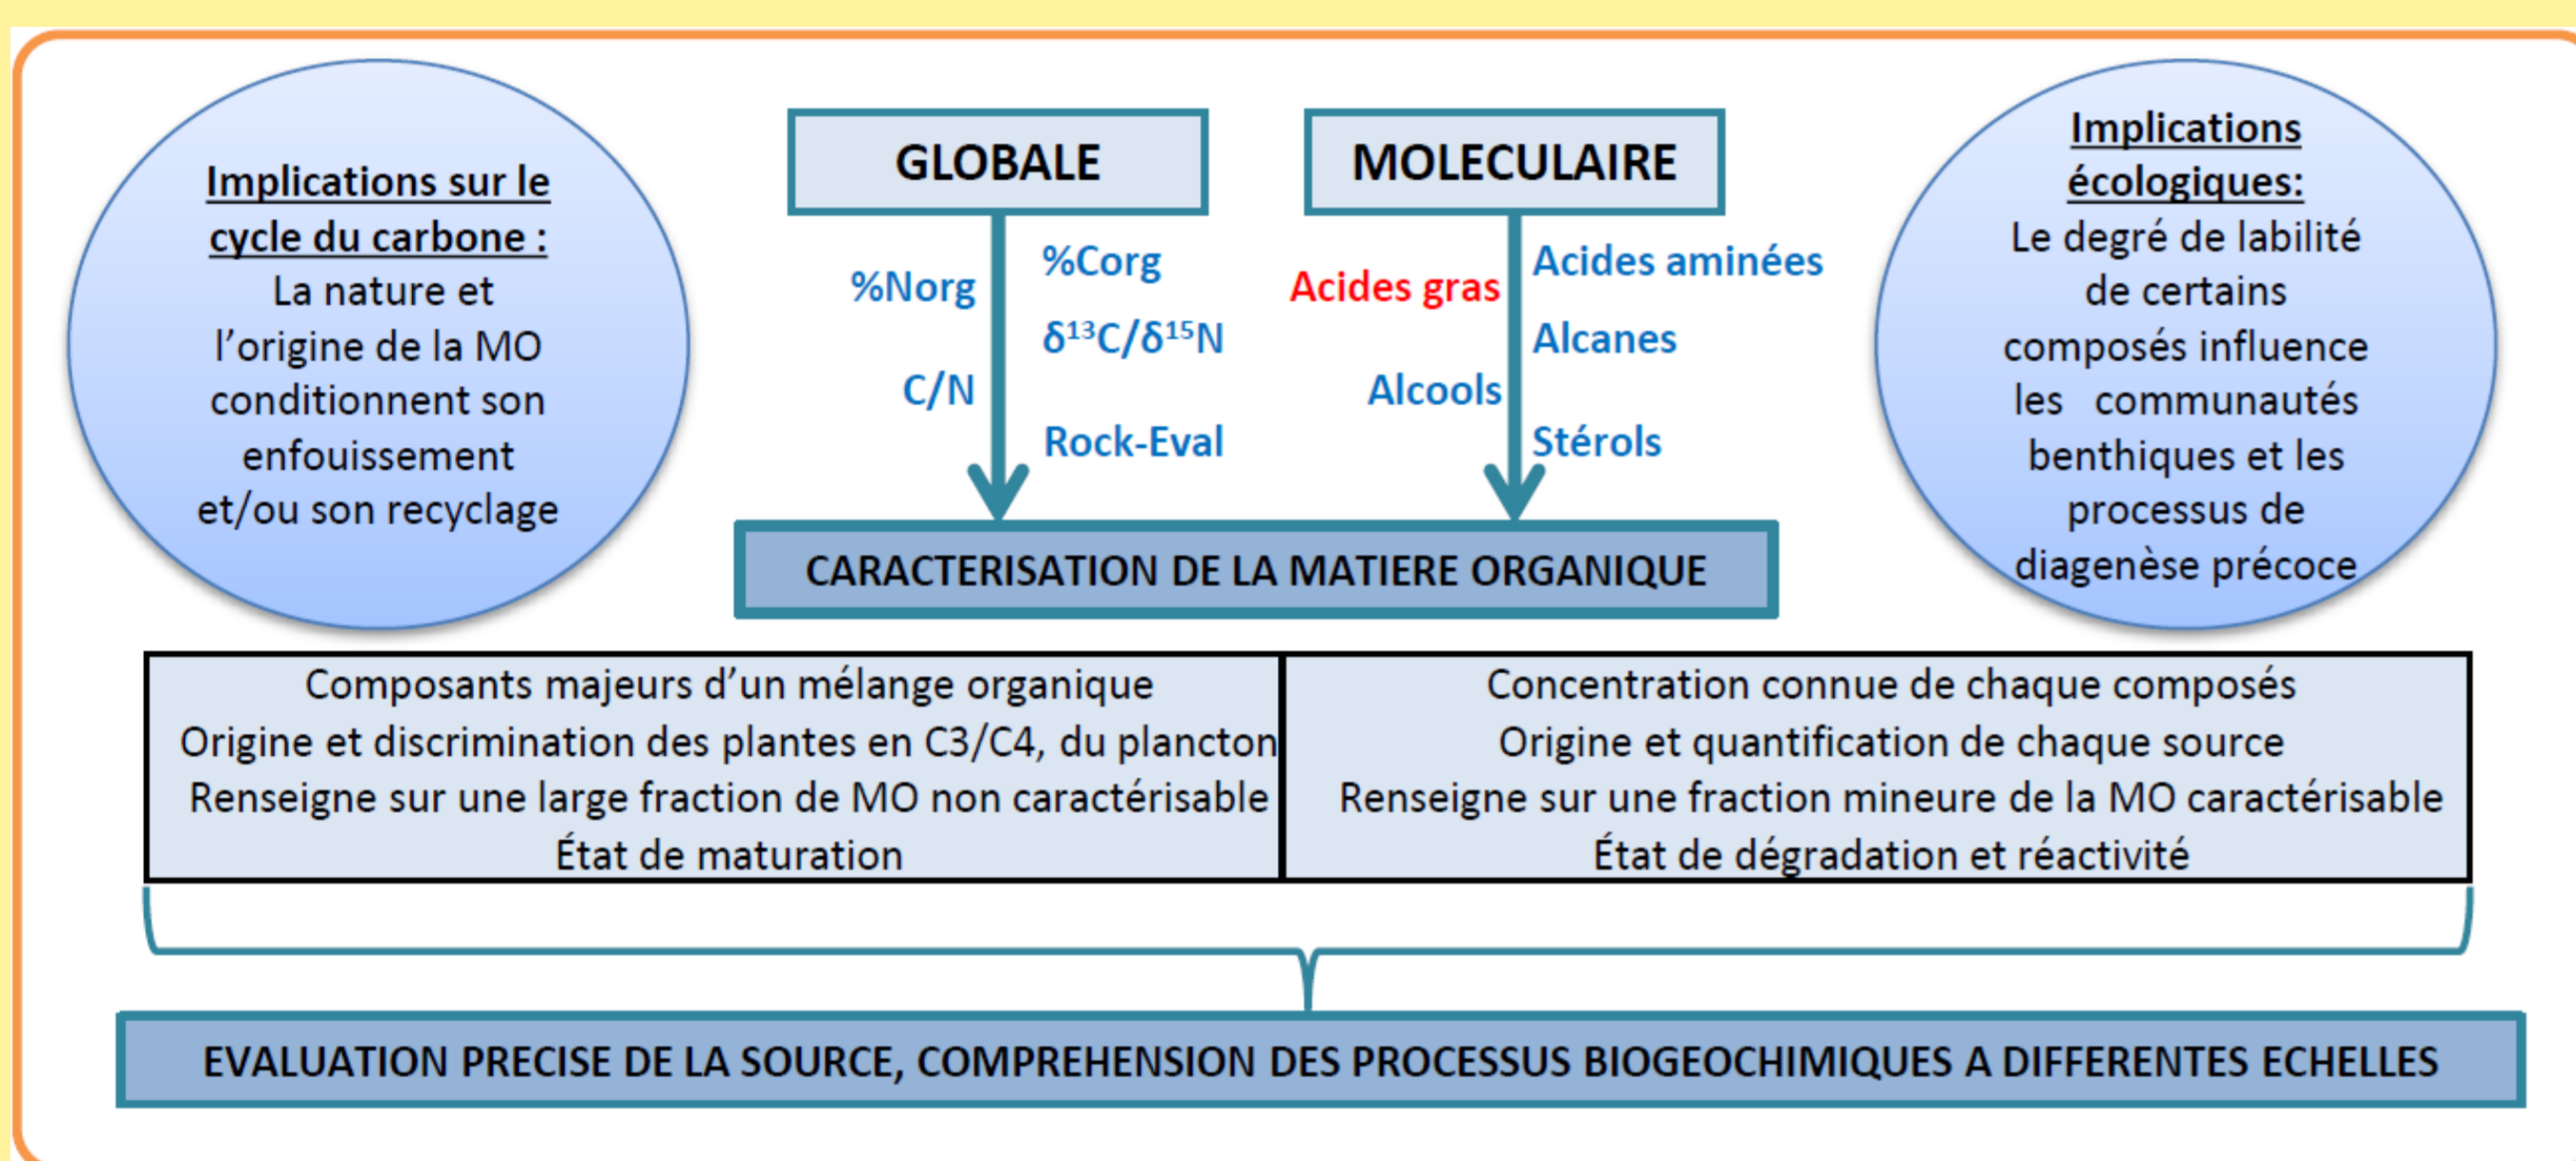 Implications sur le
cycle du carbone :
La nature et
l’origine de la MO
conditionnent son
enfouissement
et/ou son recyclage
GLOBALE
%Norg
%Corg
δ¹³C/δ¹⁵N
C/N
Rock-Eval
MOLECULAIRE
Acides gras
Acides aminées
Alcanes
Alcools
Stérols
Implications
écologiques:
Le degré de labilité
de certains
composés influence
les communautés
benthiques et les
processus de
diagenèse précoce
CARACTERISATION DE LA MATIERE ORGANIQUE
Composants majeurs d’un mélange organique
Origine et discrimination des plantes en C3/C4, du plancton
Renseigne sur une large fraction de MO non caractérisable
État de maturation
Concentration connue de chaque composés
Origine et quantification de chaque source
Renseigne sur une fraction mineure de la MO caractérisable
État de dégradation et réactivité
EVALUATION PRECISE DE LA SOURCE, COMPREHENSION DES PROCESSUS BIOGEOCHIMIQUES A DIFFERENTES ECHELLES